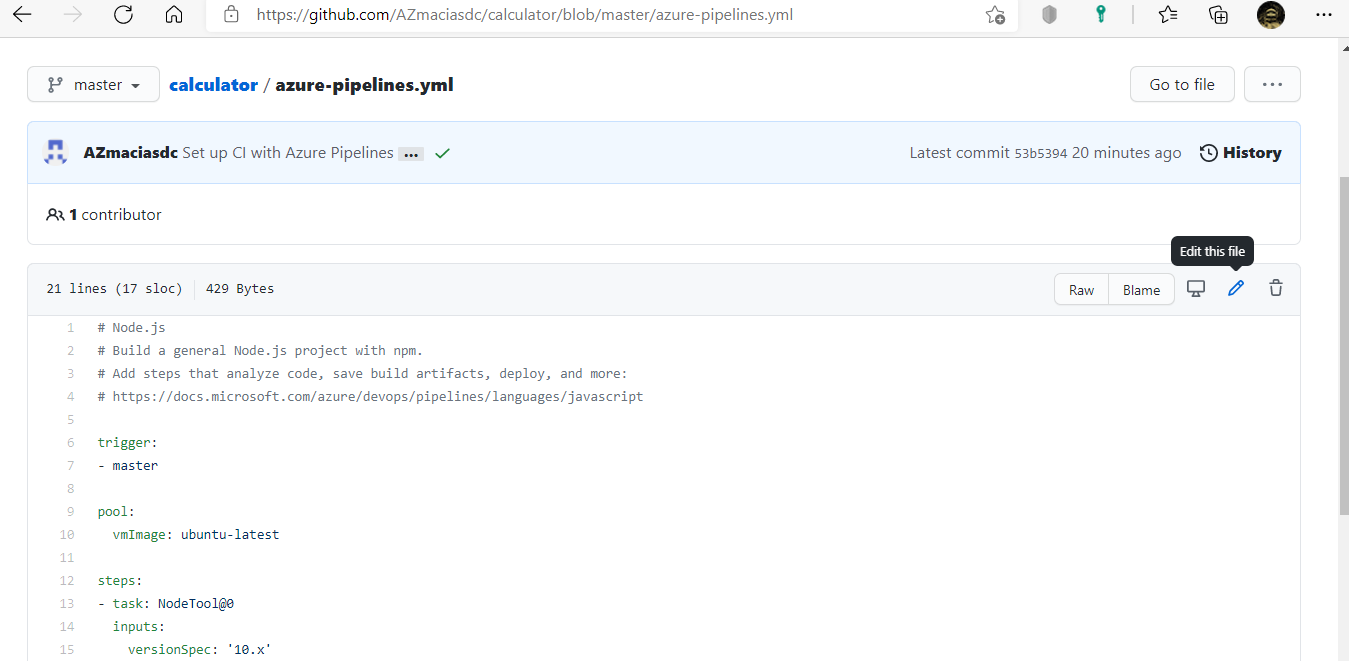 https://github.com/AZmaciasdc/calculator/blob/master/azure-pipelines.yml
master calculator / azure-pipelines.yml Go to file ...
AZmaciasdc Set up CI with Azure Pipelines ... Latest commit 53b5394 20 minutes ago History
1 contributor
Edit this file
21 lines (17 sloc) 429 Bytes Raw Blame
1 # Node.js
2 # Build a general Node.js project with npm.
3 # Add steps that analyze code, save build artifacts, deploy, and more:
4 # https://docs.microsoft.com/azure/devops/pipelines/languages/javascript
5
6 trigger:
7 - master
8
9 pool:
10 vmImage: ubuntu-latest
11
12 steps:
13 - task: NodeTool@0
14 inputs:
15 versionSpec: '10.x'